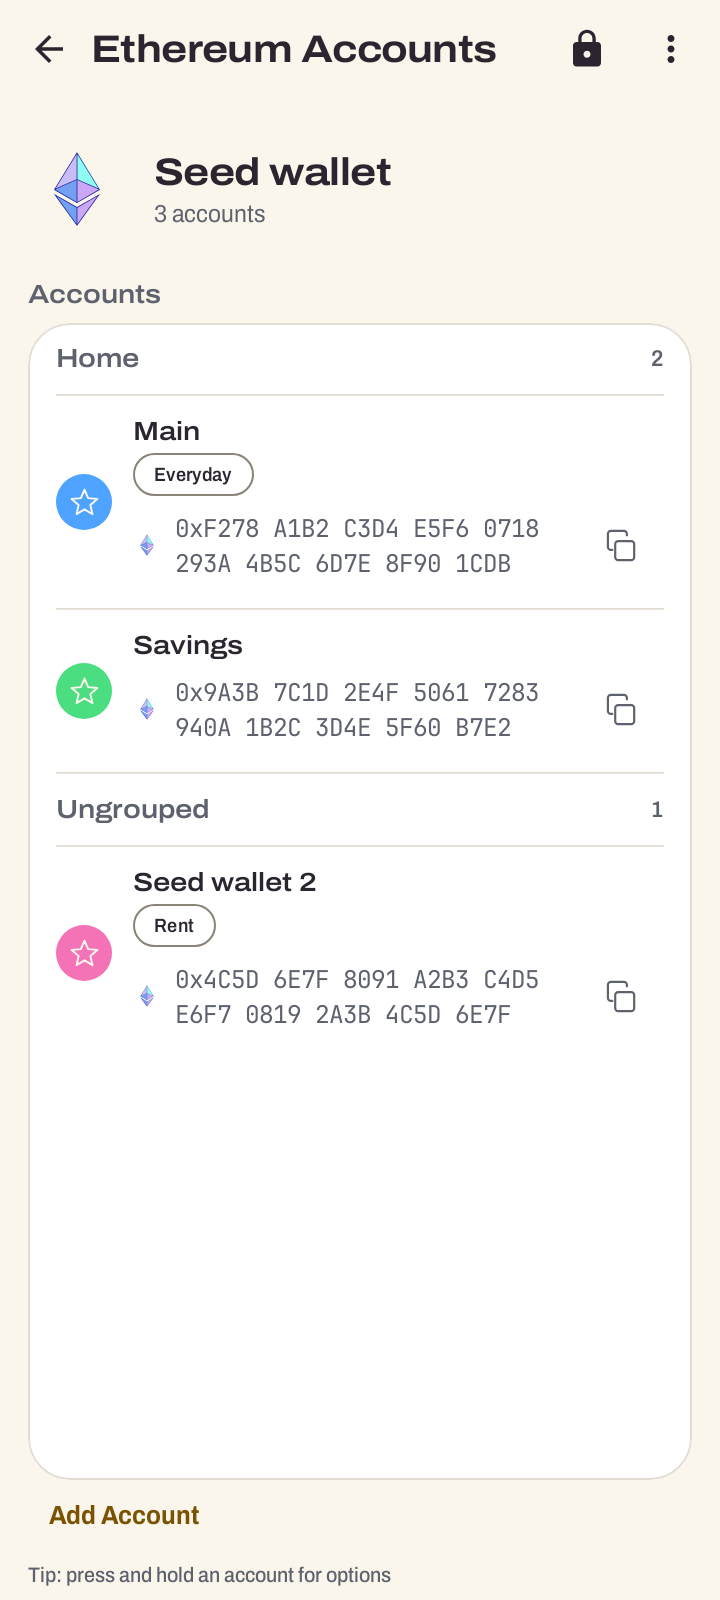 Ethereum Accounts
Seed wallet
3 accounts
Accounts
Home 2
Main
Everyday
0xF278 A1B2 C3D4 E5F6 0718
293A 4B5C 6D7E 8F90 1CDB
Savings
0x9A3B 7C1D 2E4F 5061 7283
940A 1B2C 3D4E 5F60 B7E2
Ungrouped 1
Seed wallet 2
Rent
0x4C5D 6E7F 8091 A2B3 C4D5
E6F7 0819 2A3B 4C5D 6E7F
Add Account
Tip: press and hold an account for options